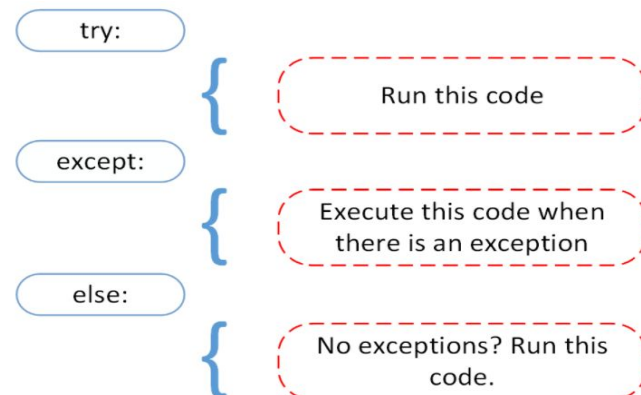 try:
Run this code
except:
Execute this code when
there is an exception
else:
No exceptions? Run this
code.